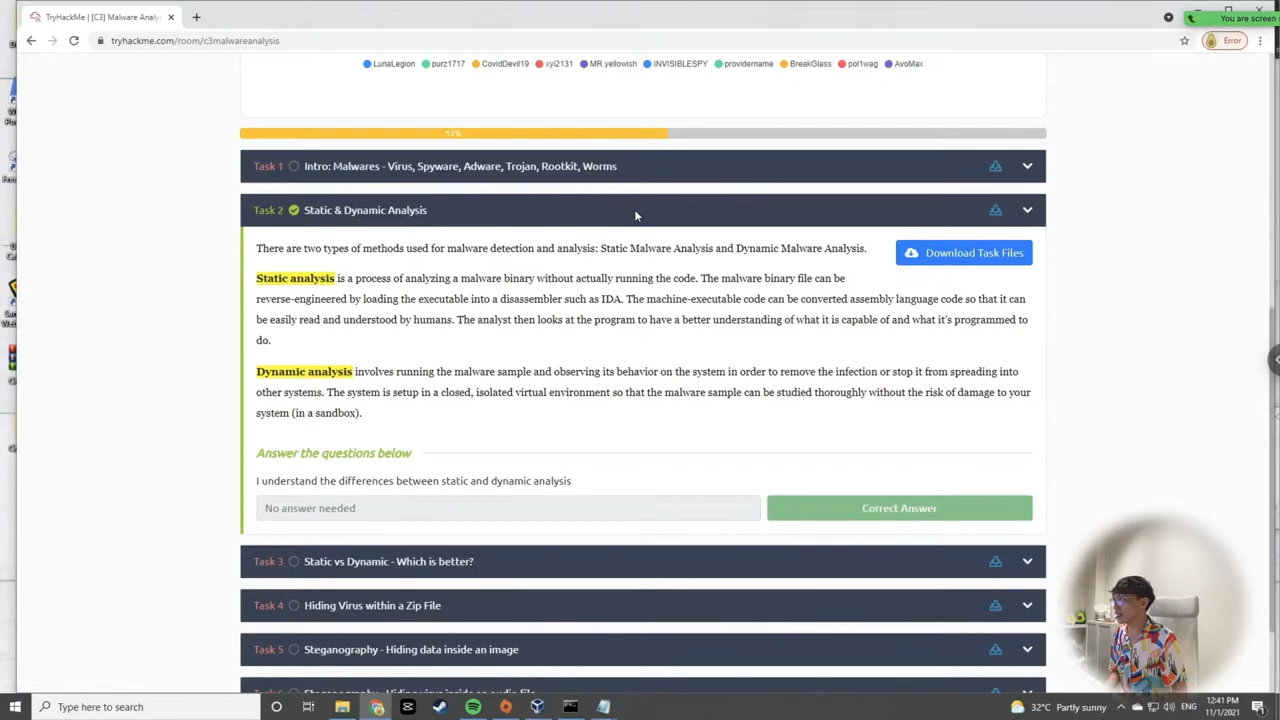 TryHackMe | [C3] Malware Analys
You are screen s
tryhackme.com/room/c3malwareanalysis
Error
LunaLegion purz1717 CovidDevil19 xyi2131 MR.yellowish INVISIBLESPY providername BreakGlass pol1wag AvoMax
Task 1 Intro: Malwares - Virus, Spyware, Adware, Trojan, Rootkit, Worms
Task 2 Static & Dynamic Analysis
There are two types of methods used for malware detection and analysis: Static Malware Analysis and Dynamic Malware Analysis.
Download Task Files
Static analysis is a process of analyzing a malware binary without actually running the code. The malware binary file can be
reverse-engineered by loading the executable into a disassembler such as IDA. The machine-executable code can be converted assembly language code so that it can
be easily read and understood by humans. The analyst then looks at the program to have a better understanding of what it is capable of and what it's programmed to
do.
Dynamic analysis involves running the malware sample and observing its behavior on the system in order to remove the infection or stop it from spreading into
other systems. The system is setup in a closed, isolated virtual environment so that the malware sample can be studied thoroughly without the risk of damage to your
system (in a sandbox).
Answer the questions below
I understand the differences between static and dynamic analysis
No answer needed
Correct Answer
Task 3 Static vs Dynamic - Which is better?
Task 4 Hiding Virus within a Zip File
Task 5 Steganography - Hiding data inside an image
Type here to search
32°C Partly sunny
ENG
12:41 PM
11/1/2021